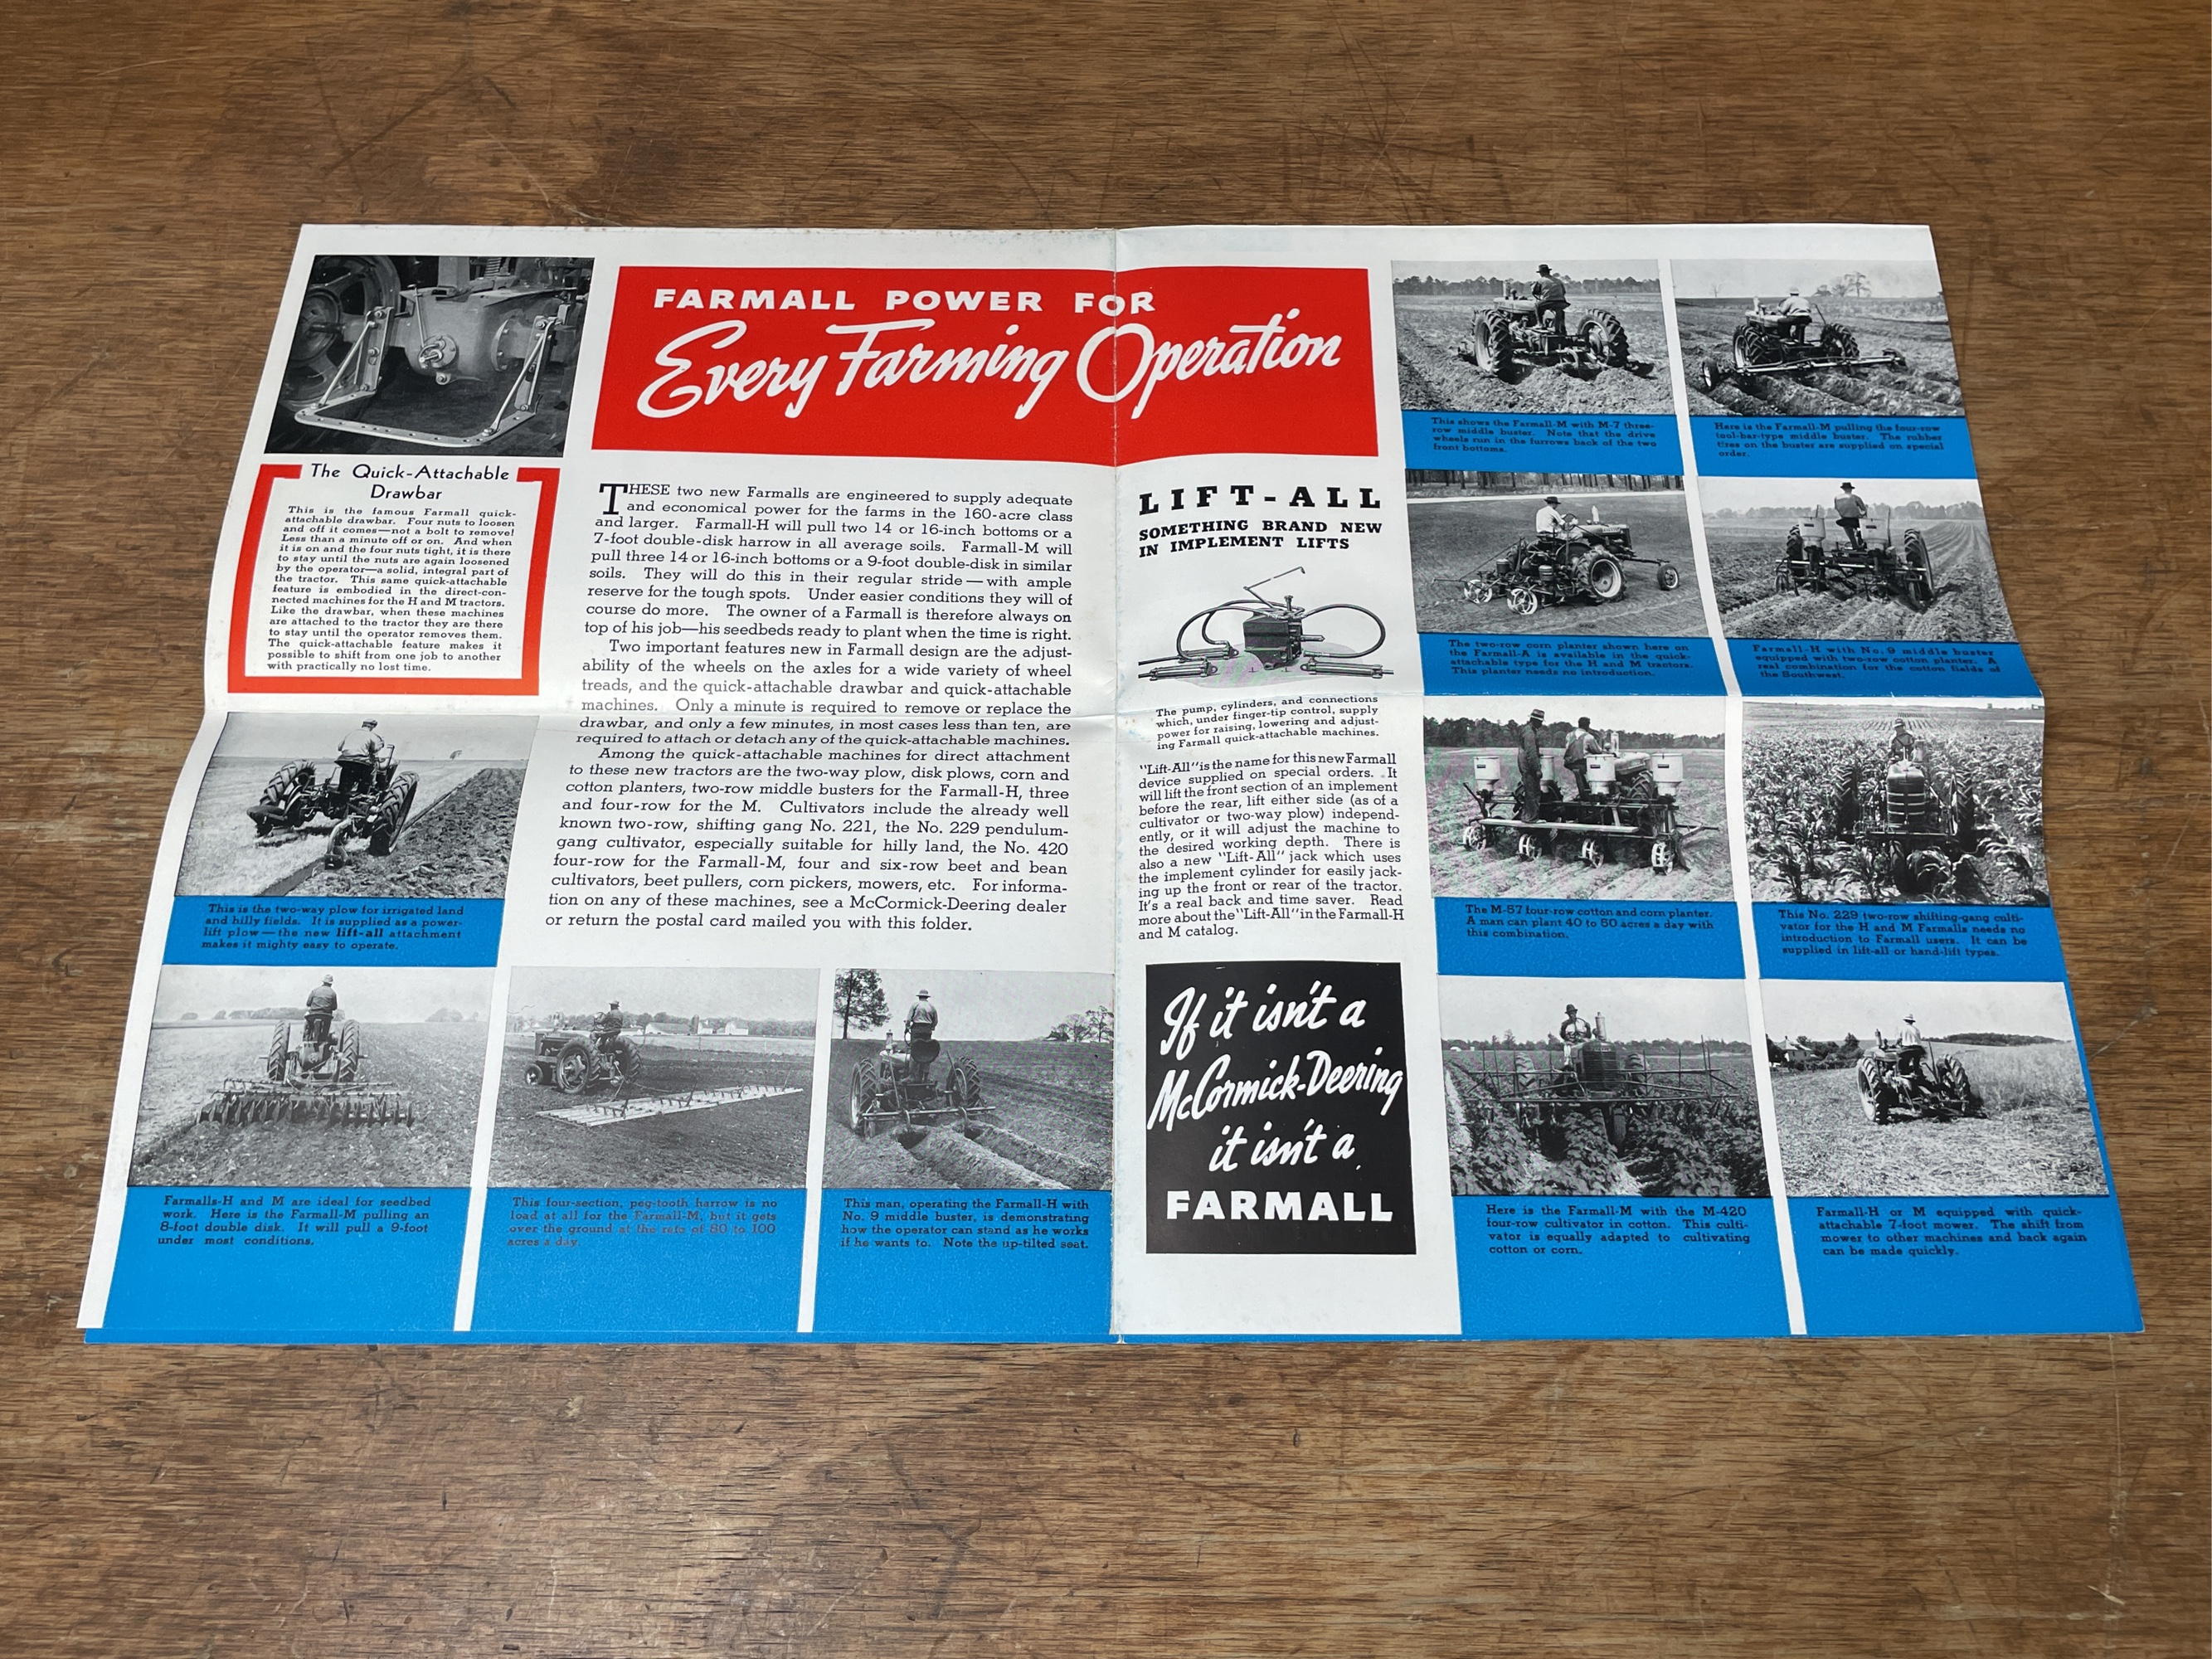 FARMALL POWER FOR
Every Farming Operation
The Quick-Attachable
Drawbar
This is the famous Farmall quick-
attachable drawbar. Four nuts to loosen
and off it comes—not a bolt to remove!
Less than a minute off or on. And when
it is on and the four nuts tight, it is there
to stay until the nuts are again loosened
by the operator—a solid, integral part of
the tractor. This same quick-attachable
feature is embodied in the direct-con-
nected machines for the H and M tractors.
Like the drawbar, when these machines
are attached to the tractor they are there
to stay until the operator removes them.
The quick-attachable feature makes it
possible to shift from one job to another
with practically no lost time.
This is the two-way plow for irrigated land
and hilly fields. It is supplied as a power-
lift plow—the new lift-all attachment
makes it mighty easy to operate.
THESE two new Farmalls are engineered to supply adequate
and economical power for the farms in the 160-acre class
and larger. Farmall-H will pull two 14 or 16-inch bottoms or a
7-foot double-disk harrow in all average soils. Farmall-M will
pull three 14 or 16-inch bottoms or a 9-foot double-disk in similar
soils. They will do this in their regular stride—with ample
reserve for the tough spots. Under easier conditions they will of
course do more. The owner of a Farmall is therefore always on
top of his job—his seedbeds ready to plant when the time is right.
Two important features new in Farmall design are the adjust-
ability of the wheels on the axles for a wide variety of wheel
treads, and the quick-attachable drawbar and quick-attachable
machines. Only a minute is required to remove or replace the
drawbar, and only a few minutes, in most cases less than ten, are
required to attach or detach any of the quick-attachable machines.
Among the quick-attachable machines for direct attachment
to these new tractors are the two-way plow, disk plows, corn and
cotton planters, two-row middle busters for the Farmall-H, three
and four-row for the M. Cultivators include the already well
known two-row, shifting gang No. 221, the No. 229 pendulum-
gang cultivator, especially suitable for hilly land, the No. 420
four-row for the Farmall-M, four and six-row beet and bean
cultivators, beet pullers, corn pickers, mowers, etc. For informa-
tion on any of these machines, see a McCormick-Deering dealer
or return the postal card mailed you with this folder.
Farmalls-H and M are ideal for seedbed
work. Here is the Farmall-M pulling an
8-foot double disk. It will pull a 9-foot
under most conditions.
This four-section, peg-tooth harrow is no
load at all for the Farmall-M, but it gets
over the ground at the rate of 80 to 100
acres a day.
This man, operating the Farmall-H with
No. 9 middle buster, is demonstrating
how the operator can stand as he works
if he wants to. Note the up-tilted seat.
LIFT-ALL
SOMETHING BRAND NEW
IN IMPLEMENT LIFTS
The pump, cylinders, and connections
which, under finger-tip control, supply
power for raising, lowering and adjust-
ing Farmall quick-attachable machines.
"Lift-All" is the name for this new Farmall
device supplied on special orders. It
will lift the front section of an implement
before the rear, lift either side (as of a
cultivator or two-way plow) independ-
ently, or it will adjust the machine to
the desired working depth. There is
also a new "Lift-All" jack which uses
the implement cylinder for easily jack-
ing up the front or rear of the tractor.
It's a real back and time saver. Read
more about the "Lift-All" in the Farmall-H
and M catalog.
If it isn't a
McCormick-Deering
it isn't a
FARMALL
This shows the Farmall-M with M-7 three-
row middle buster. Note that the drive
wheels run in the furrows back of the two
front bottoms.
Here is the Farmall-M pulling the four-row
tool-bar-type middle buster. The rubber
tires on the buster are supplied on special
order.
The two-row corn planter shown here on
the Farmall-A is available in the quick-
attachable type for the H and M tractors.
This planter needs no introduction.
Farmall-H with No. 9 middle buster
equipped with two-row cotton planter. A
real combination for the cotton fields of
the Southwest.
The M-57 four-row cotton and corn planter.
A man can plant 40 to 50 acres a day with
this combination.
This No. 229 two-row shifting-gang culti-
vator for the H and M Farmalls needs no
introduction to Farmall users. It can be
supplied in lift-all or hand-lift types.
Here is the Farmall-M with the M-420
four-row cultivator in cotton. This culti-
vator is equally adapted to cultivating
cotton or corn.
Farmall-H or M equipped with quick-
attachable 7-foot mower. The shift from
mower to other machines and back again
can be made quickly.